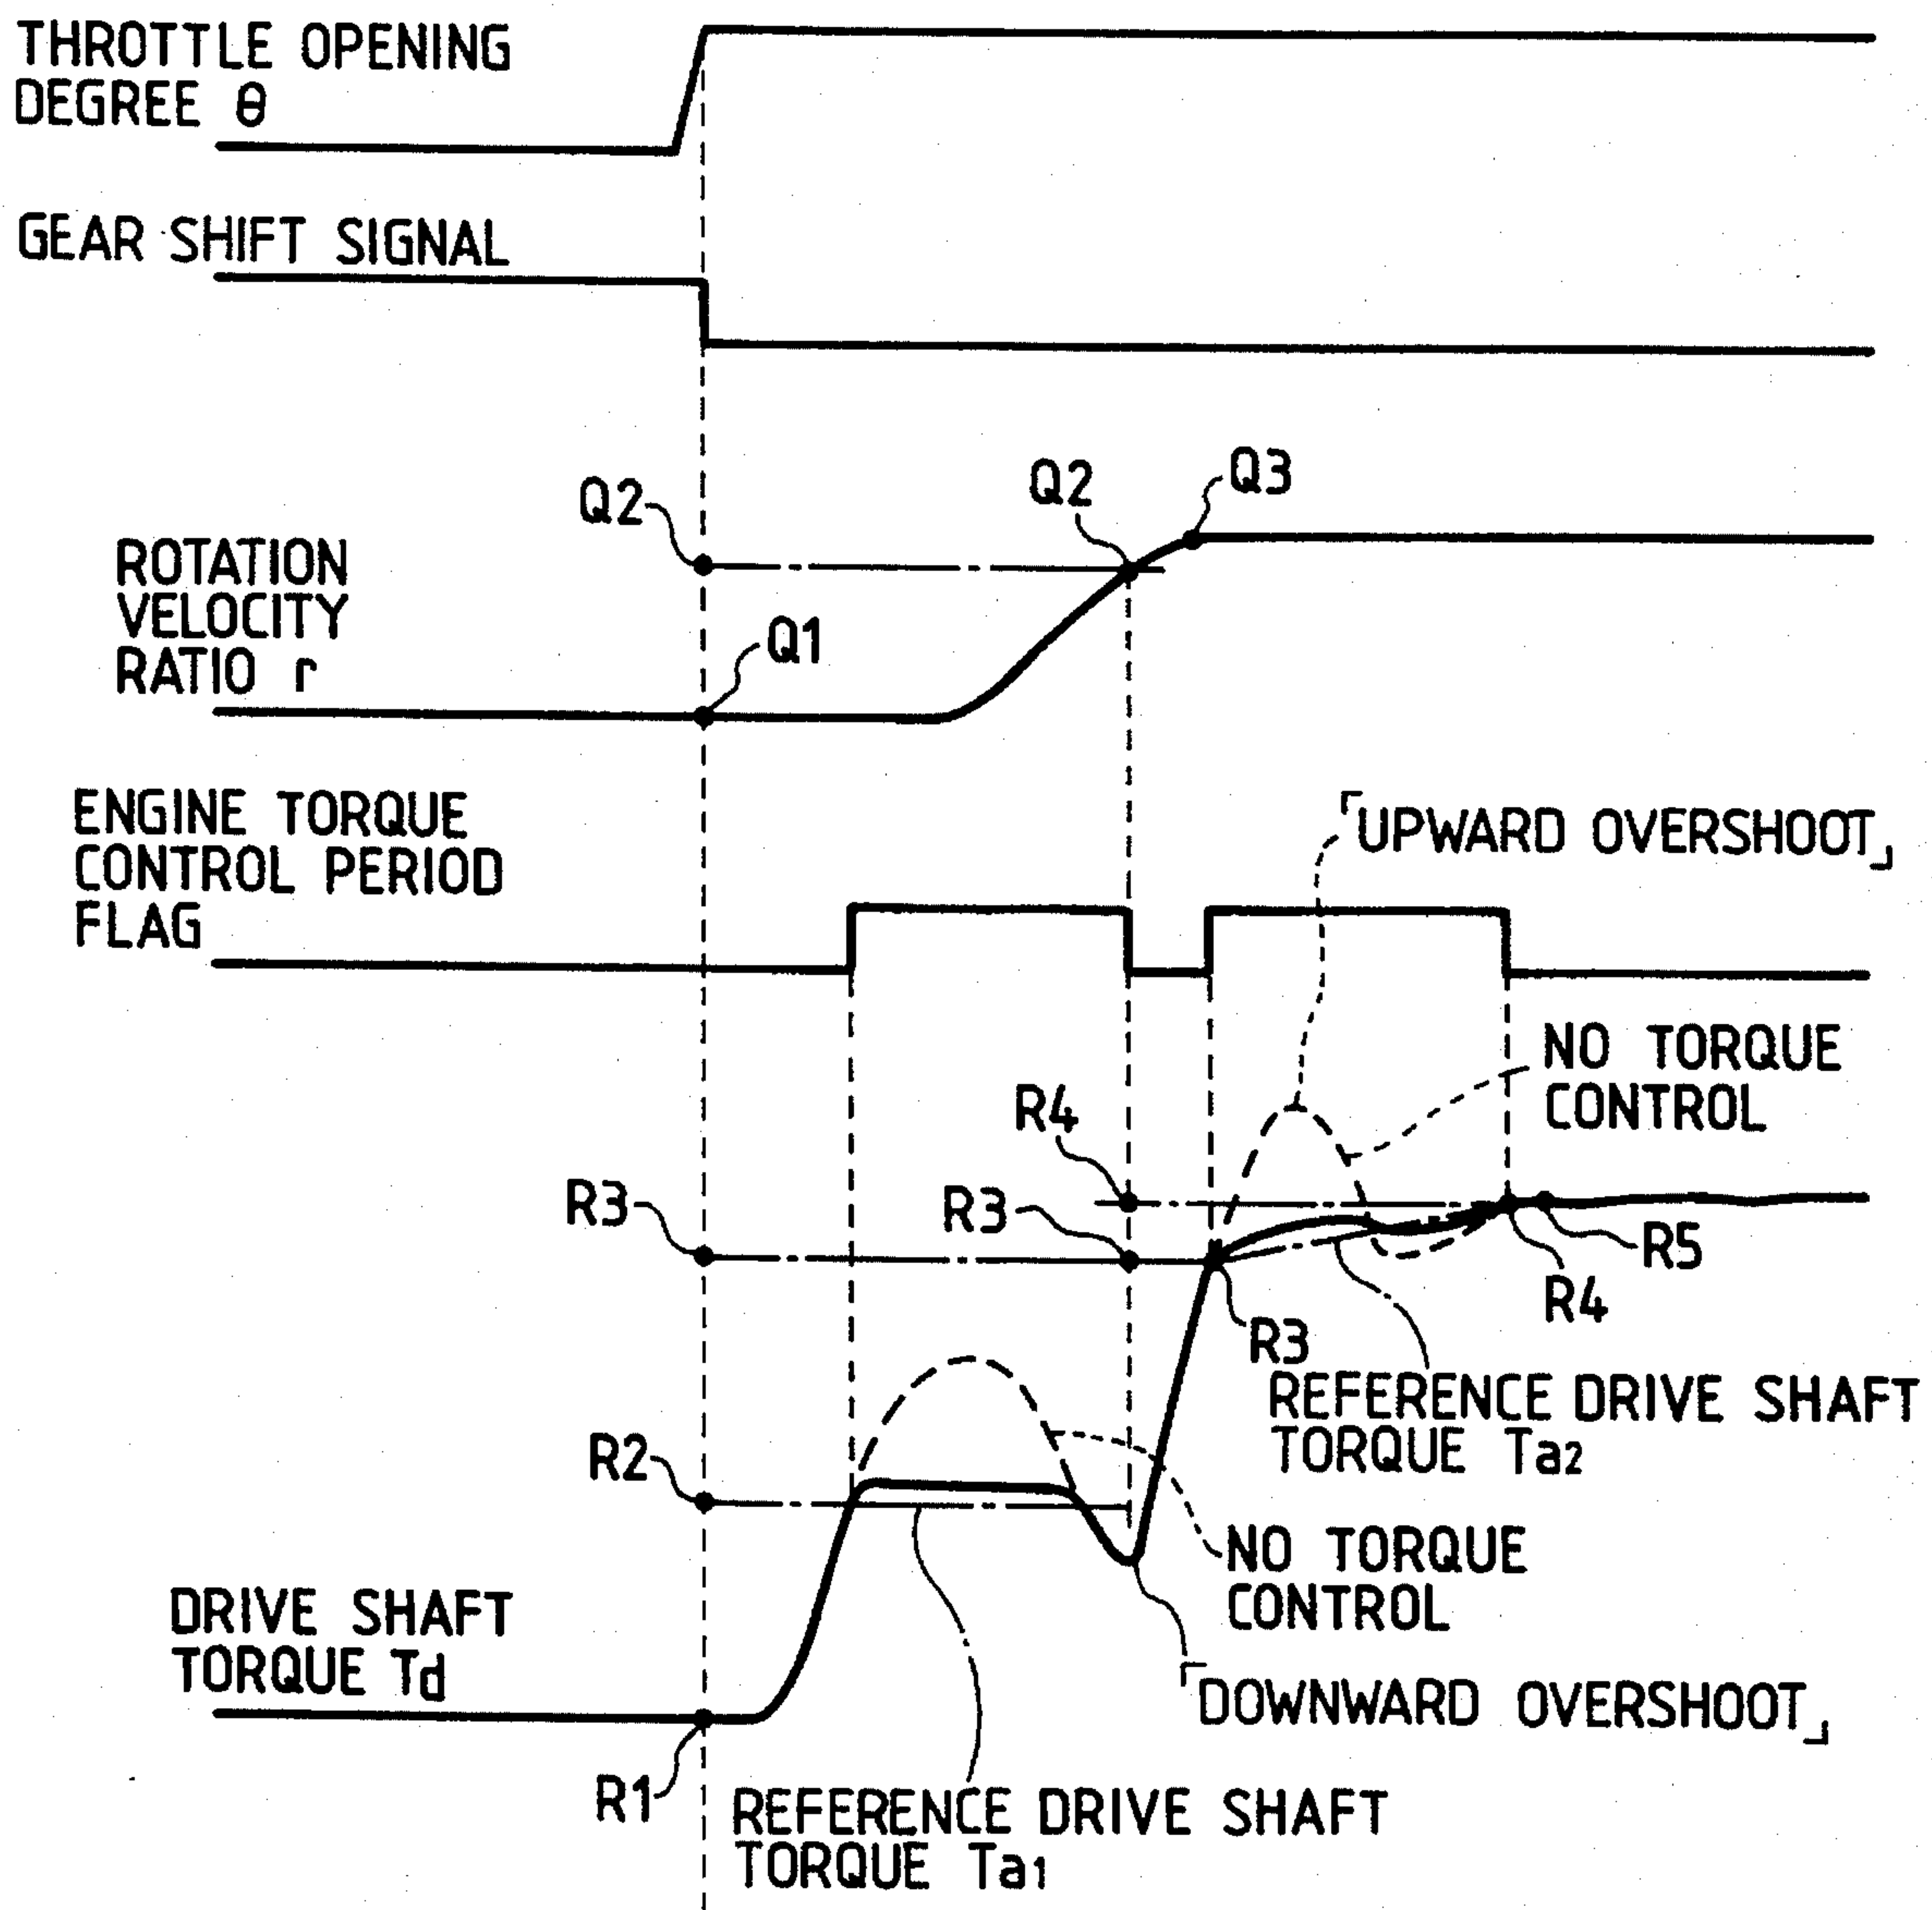 THROTTLE OPENING
DEGREE θ
GEAR SHIFT SIGNAL
Q2
Q2
Q3
ROTATION
VELOCITY
RATIO r
Q1
ENGINE TORQUE
CONTROL PERIOD
FLAG
「UPWARD OVERSHOOT」
NO TORQUE
CONTROL
R4
R3
R3
R5
R4
R3
REFERENCE DRIVE SHAFT
TORQUE Ta2
R2
NO TORQUE
CONTROL
DRIVE SHAFT
TORQUE Td
「DOWNWARD OVERSHOOT」
R1
REFERENCE DRIVE SHAFT
TORQUE Ta1